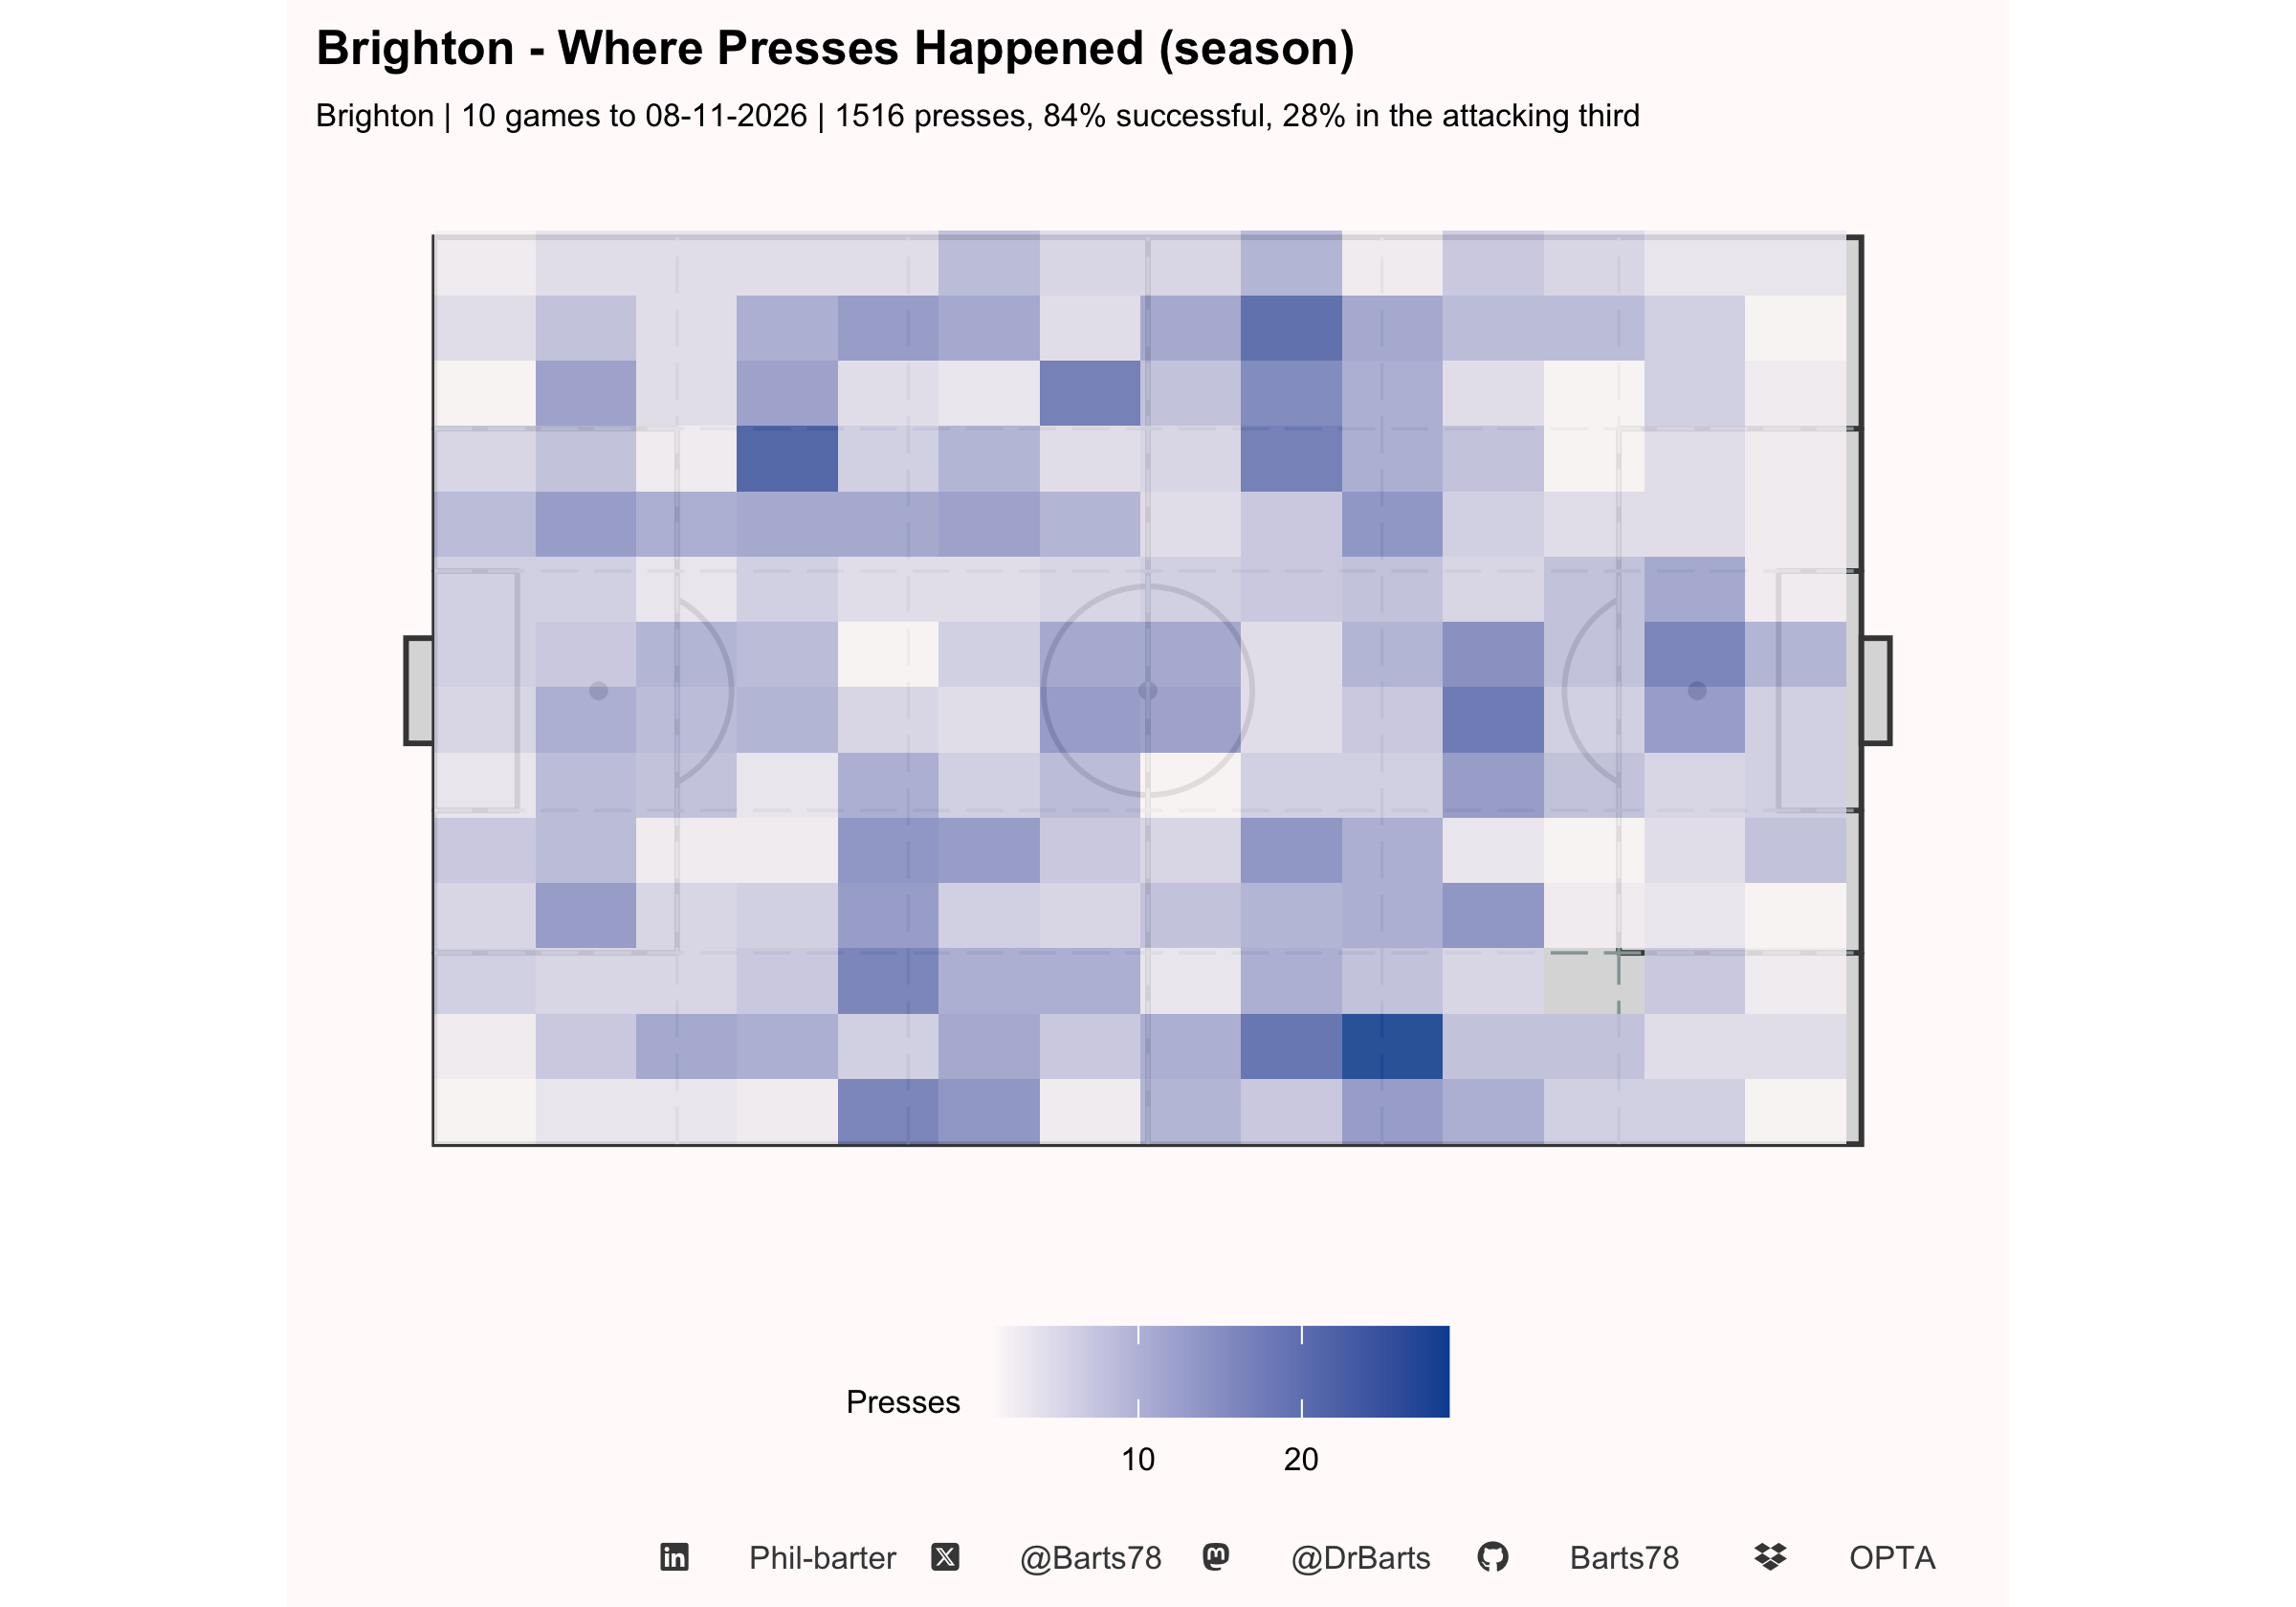 Brighton - Where Presses Happened (season)
Brighton | 10 games to 08-11-2026 | 1516 presses, 84% successful, 28% in the attacking third
Presses
10 20
Phil-barter @Barts78 @DrBarts Barts78 OPTA